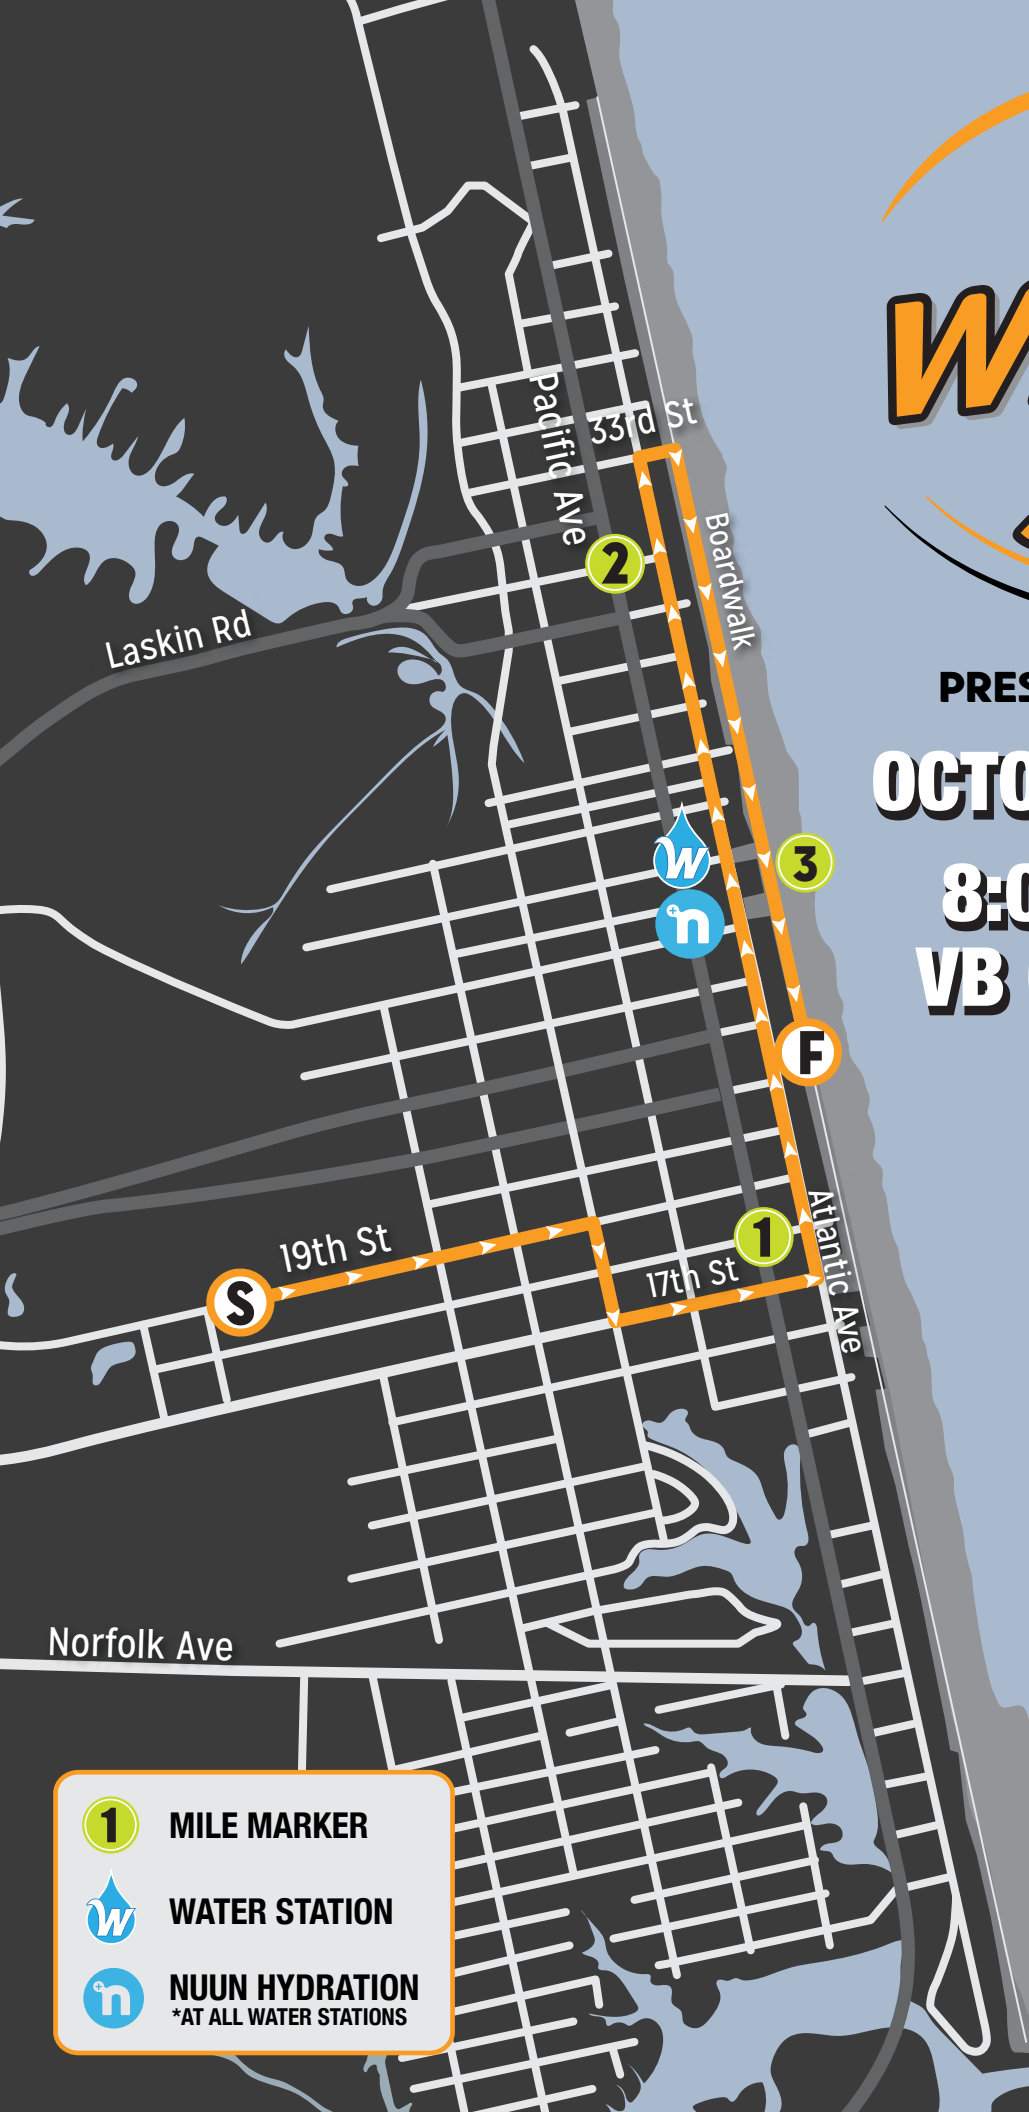 33rd St
Pacific Ave
Boardwalk
2
Laskin Rd
W
PRES
OCTO
8:0
VB
w
n
3
F
19th St
S
1
17th St
Atlantic Ave
Norfolk Ave
1 MILE MARKER
w WATER STATION
n NUUN HYDRATION
*AT ALL WATER STATIONS